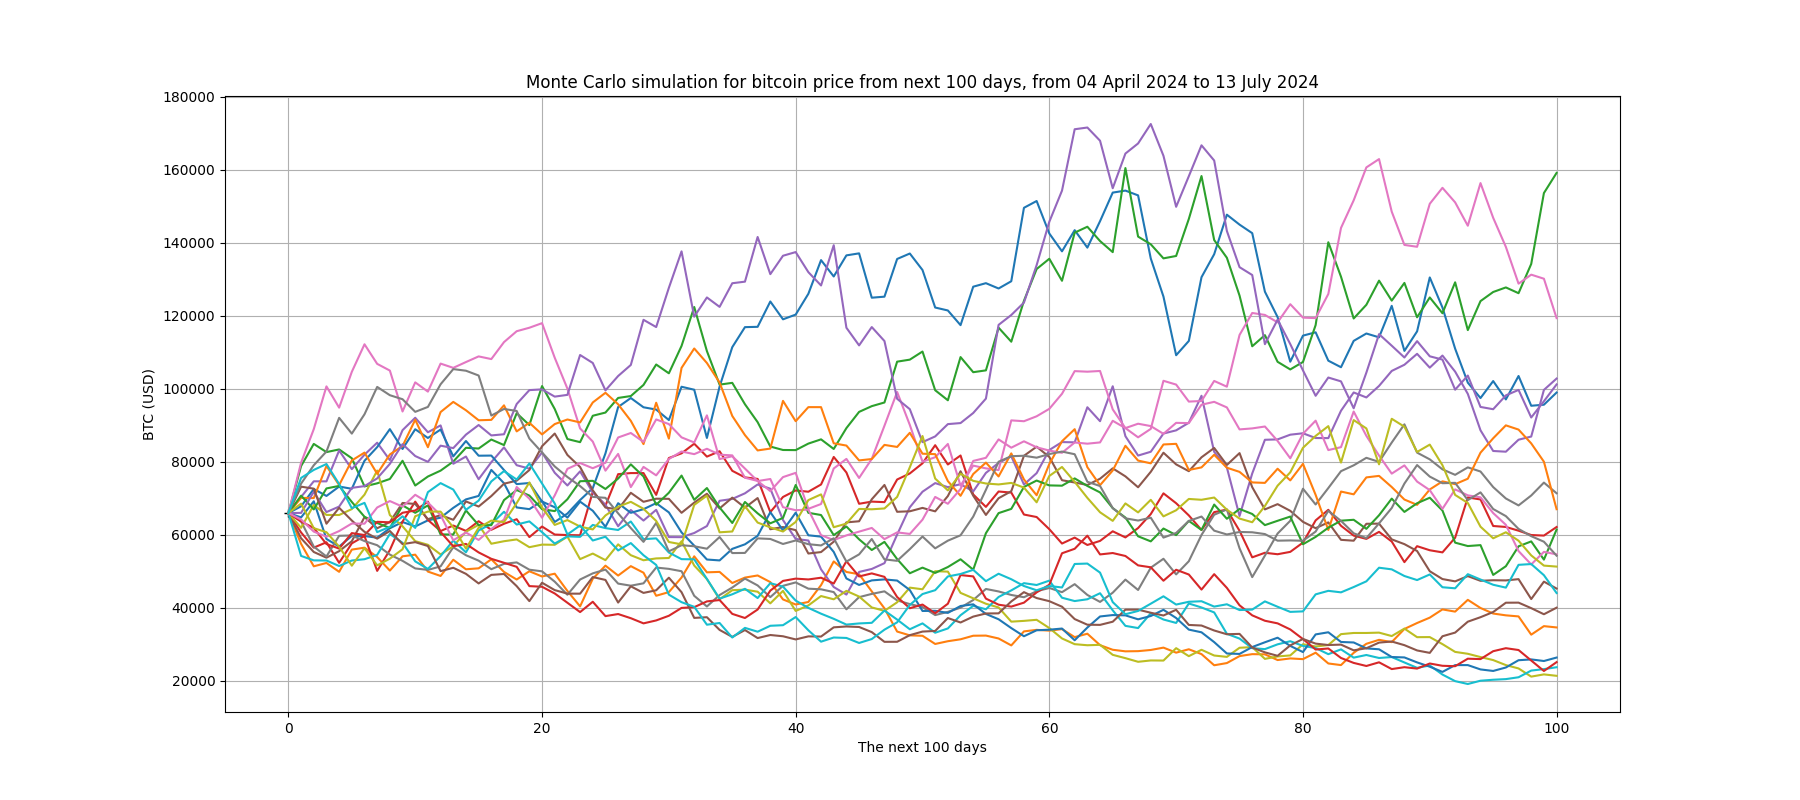 Monte Carlo simulation for bitcoin price from next 100 days, from 04 April 2024 to 13 July 2024
180000
160000
140000
120000
100000
80000
60000
40000
20000
BTC (USD)
0 20 40 60 80 100
The next 100 days